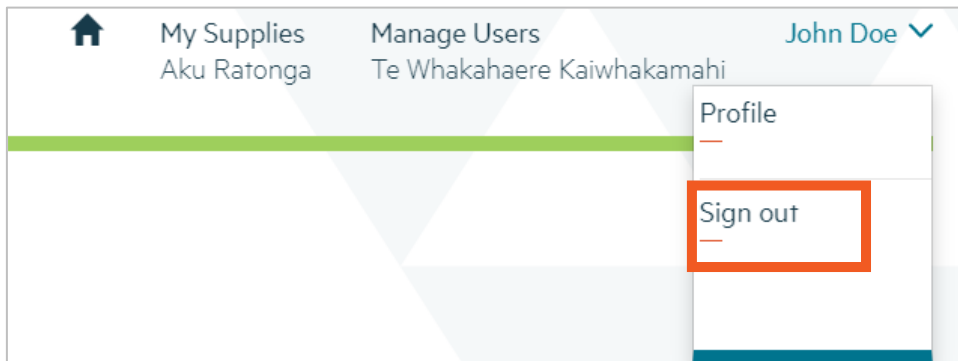 My Supplies
Aku Ratonga
Manage Users
Te Whakahaere Kaiwhakamahi
John Doe
Profile
Sign out